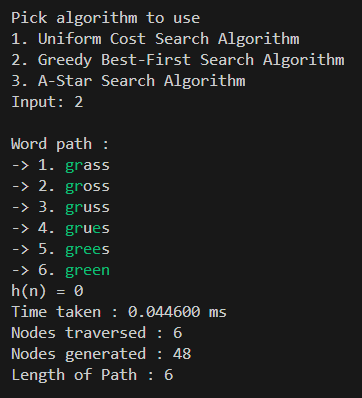 Pick algorithm to use
1. Uniform Cost Search Algorithm
2. Greedy Best-First Search Algorithm
3. A-Star Search Algorithm
Input: 2
Word path :
-> 1. grass
-> 2. gross
-> 3. gruss
-> 4. grues
-> 5. grees
-> 6. green
h(n) = 0
Time taken : 0.044600 ms
Nodes traversed : 6
Nodes generated : 48
Length of Path : 6